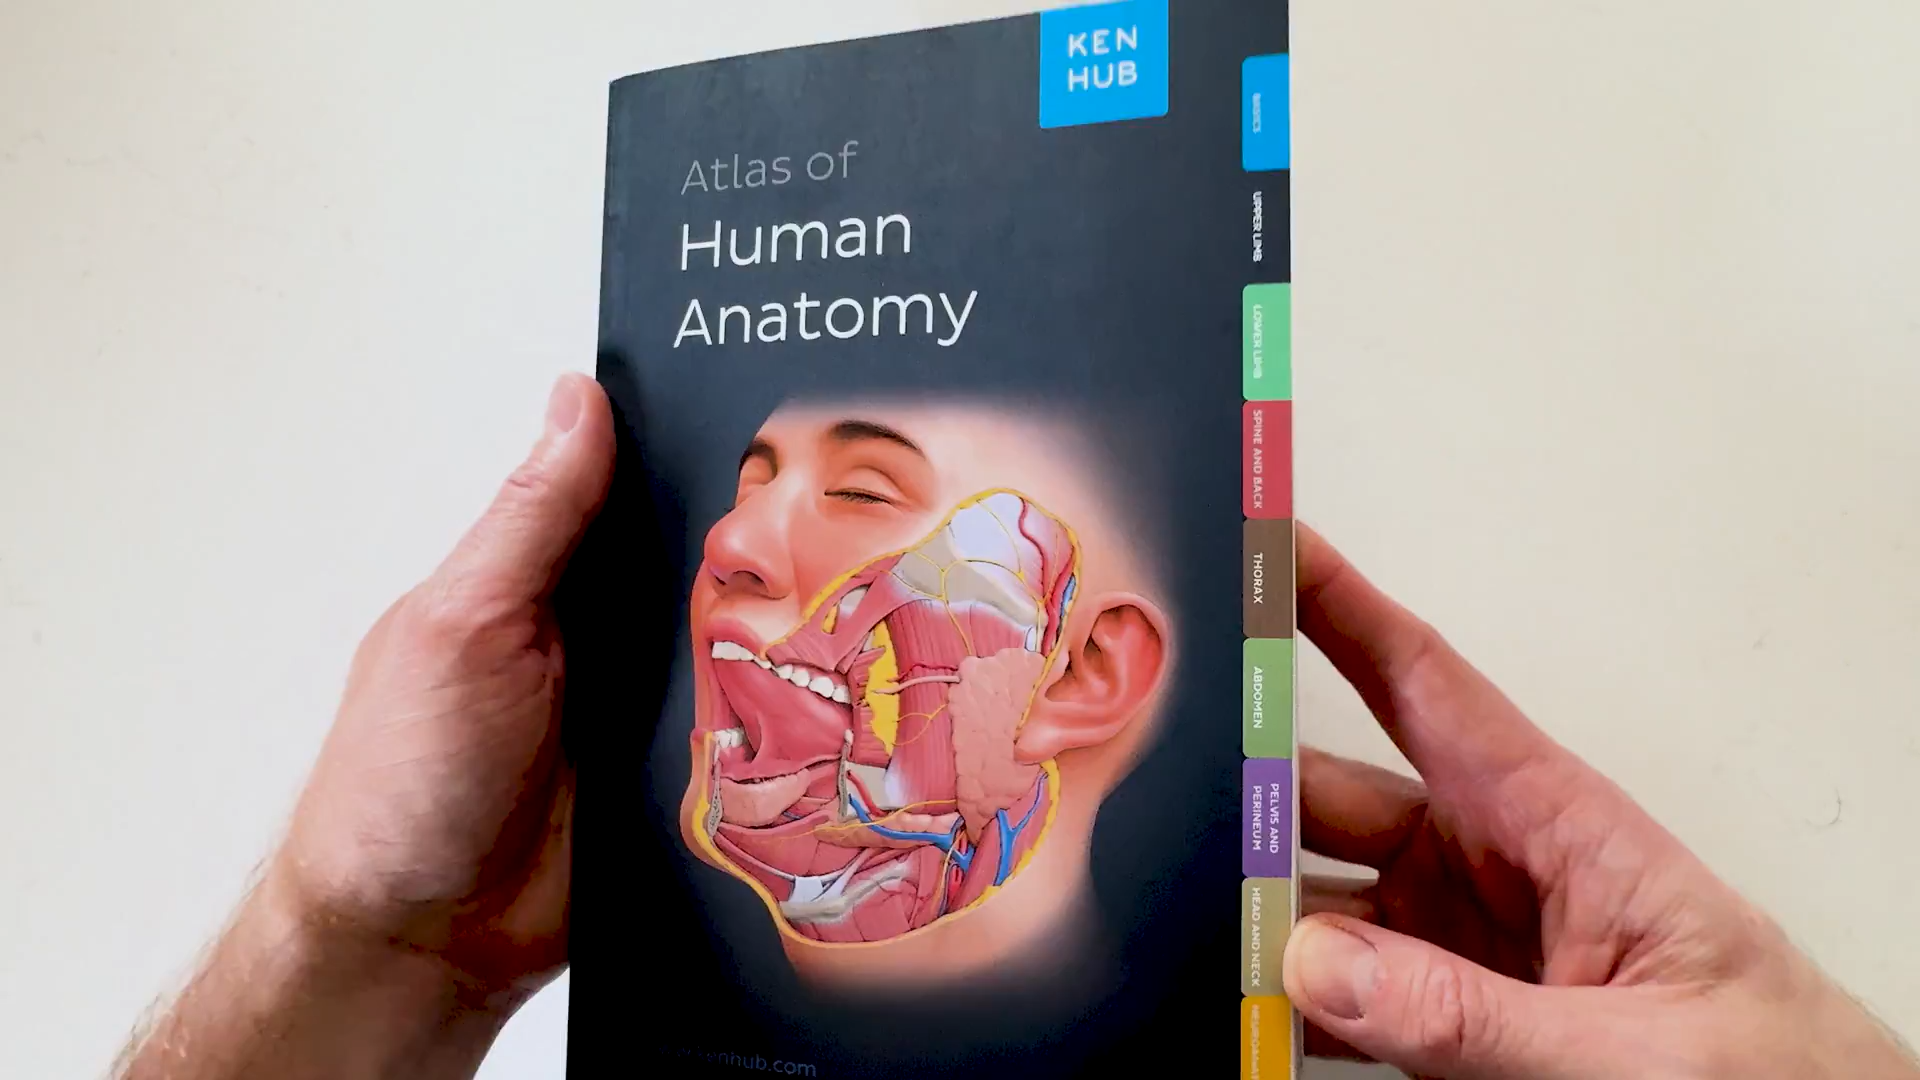 KEN
HUB
Atlas of
Human
Anatomy
BASICS
UPPER LIMB
LOWER LIMB
SPINE AND BACK
THORAX
ABDOMEN
PELVIS AND
PERINEUM
HEAD AND NECK